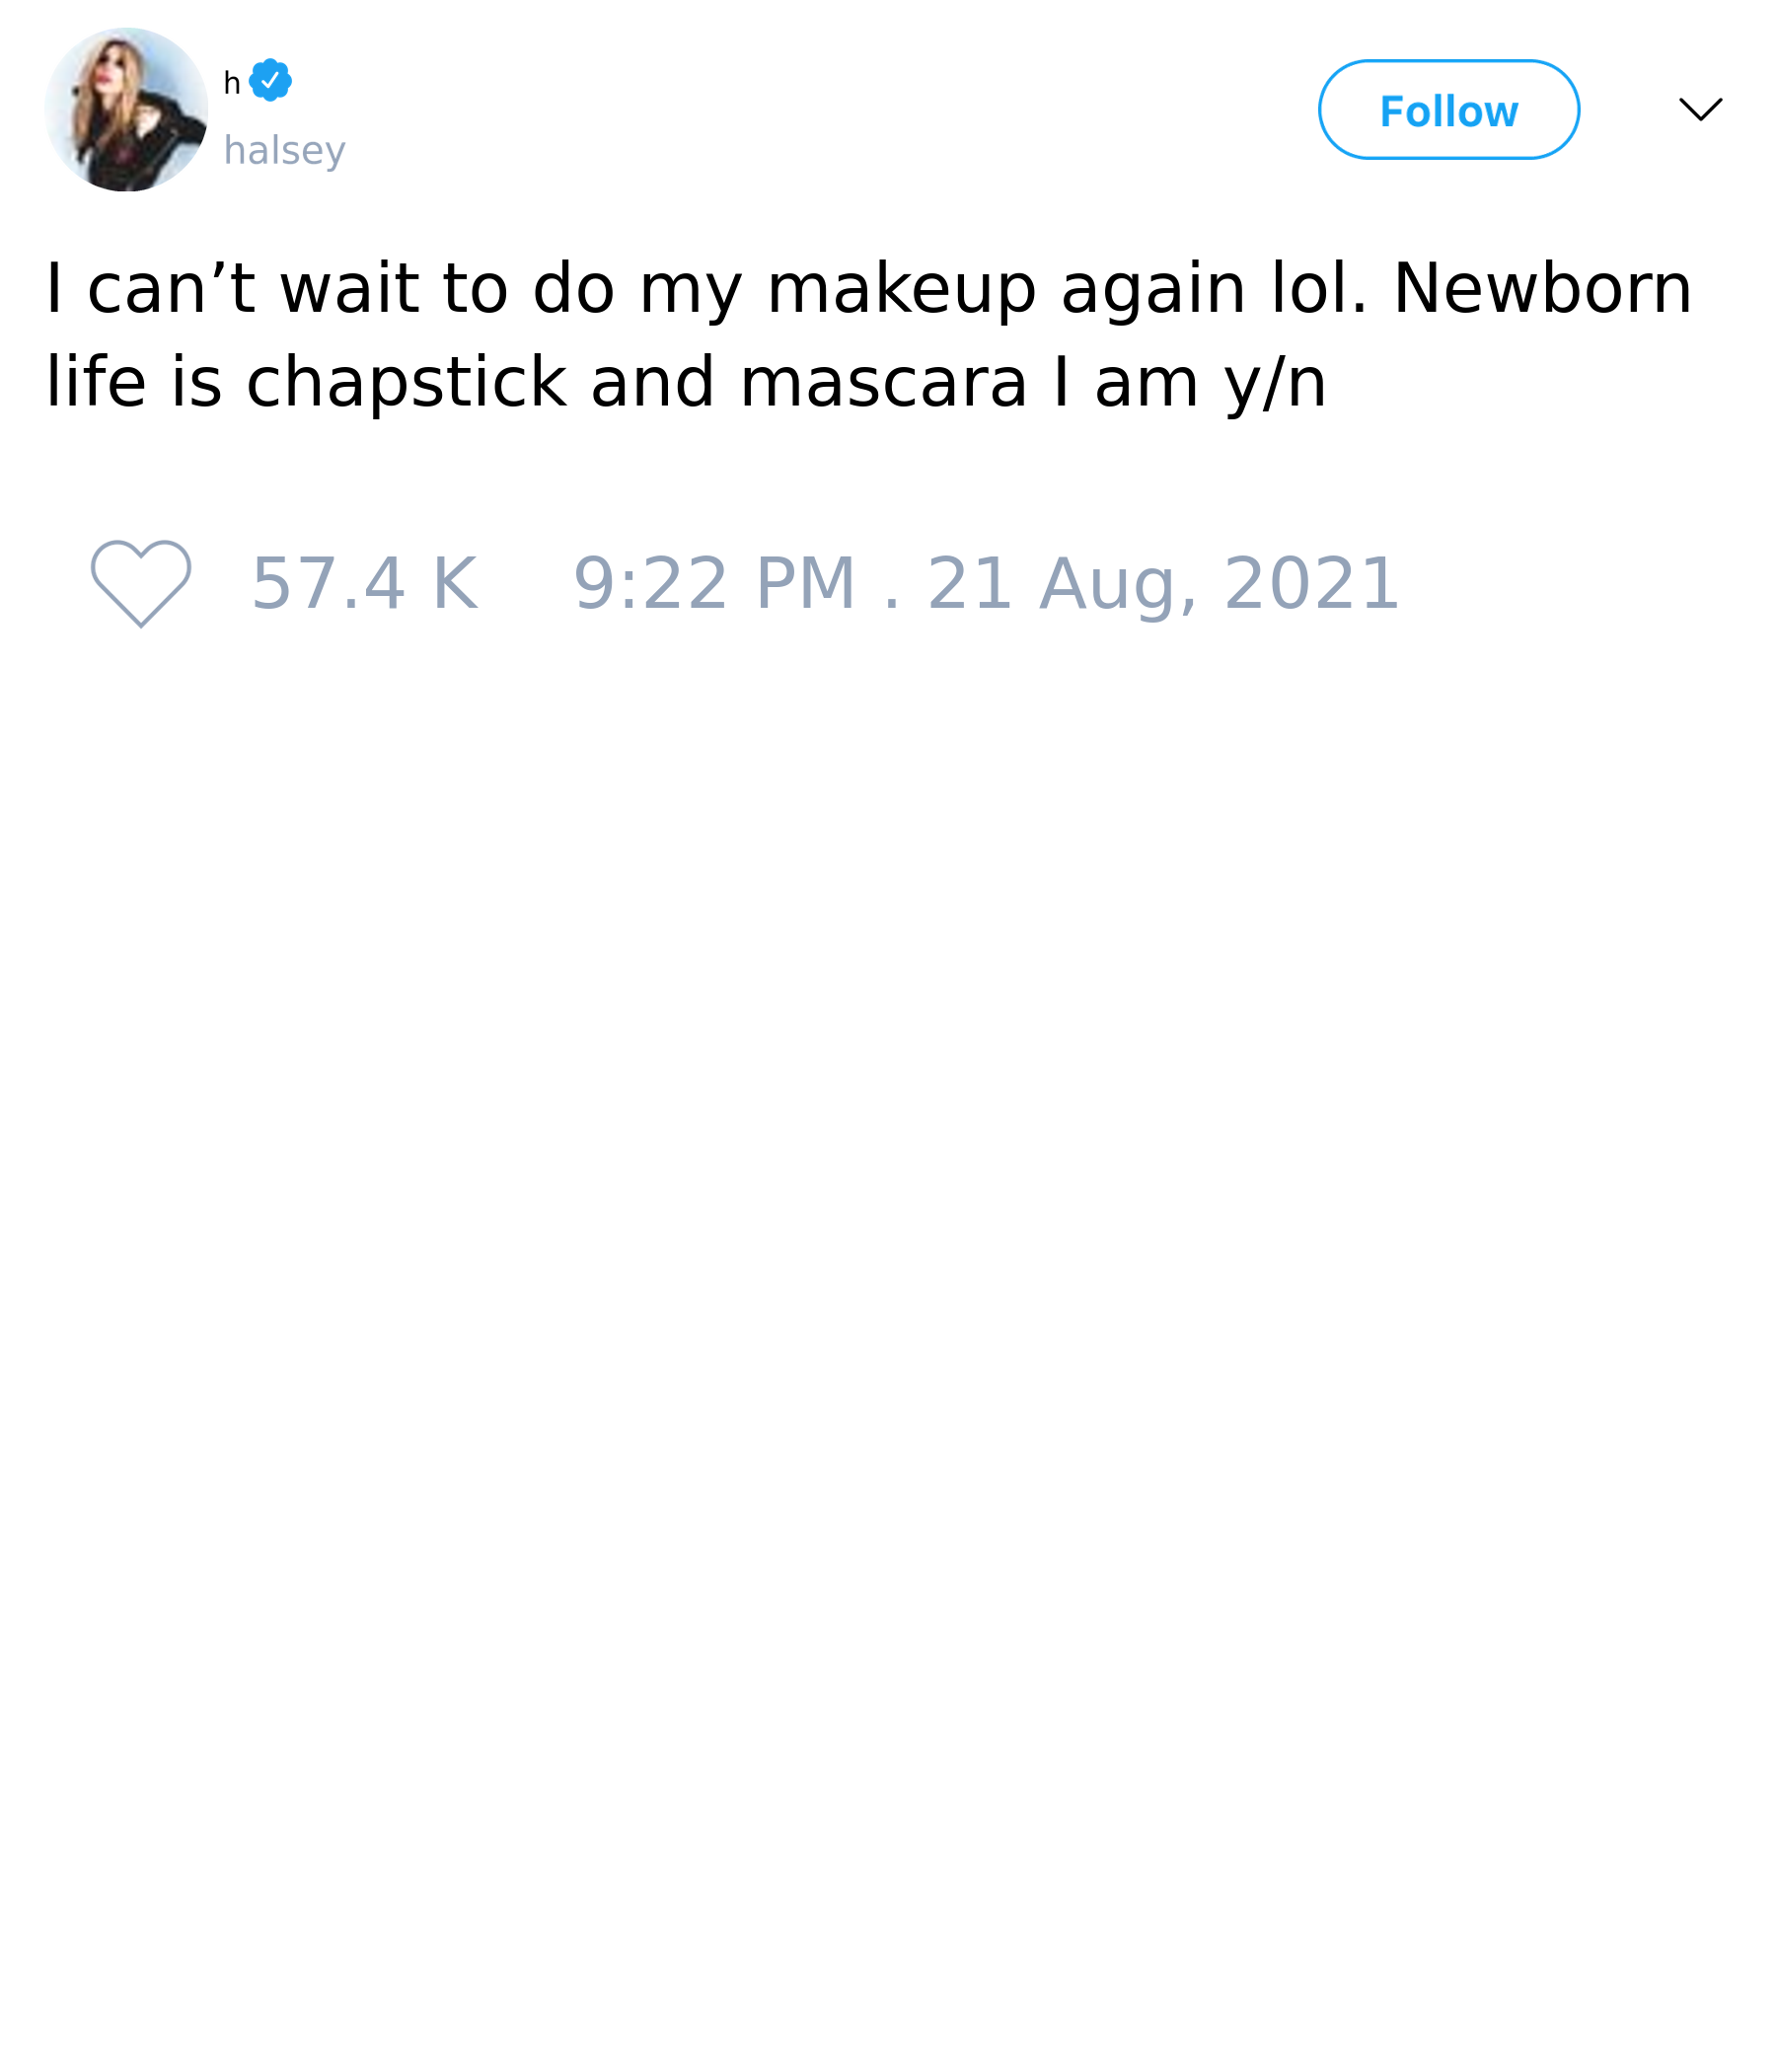 h
halsey
Follow
I can’t wait to do my makeup again lol. Newborn
life is chapstick and mascara I am y/n
57.4 K 9:22 PM . 21 Aug, 2021